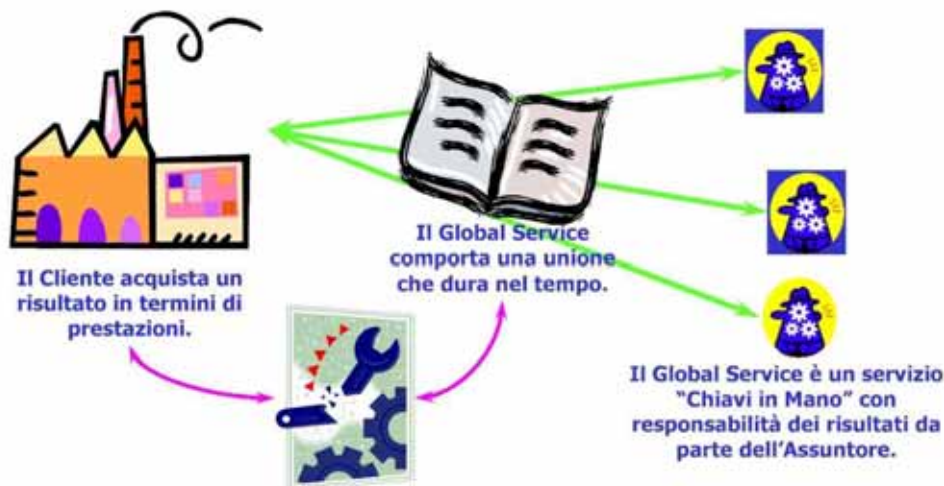 Il Cliente acquista un
risultato in termini di
prestazioni.
Il Global Service
comporta una unione
che dura nel tempo.
Il Global Service è un servizio
“Chiavi in Mano” con
responsabilità dei risultati da
parte dell’Assuntore.